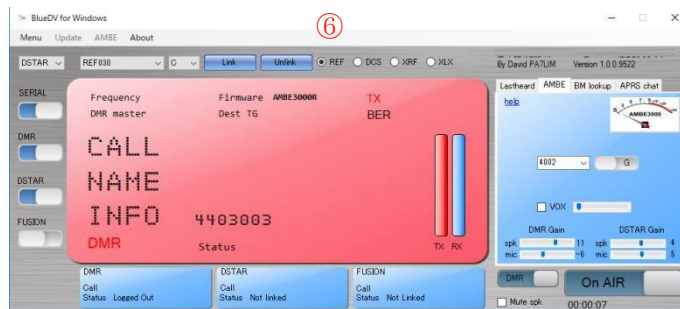 BlueDV for Windows
⑥
Menu Update AMBE About
DSTAR REF030 C Link Unlink REF DCS XRF XLX
By David PA7LIM Version 1.0.0.9522
Lastheard AMBE BM lookup APRS chat
help
AMBE3000
SERIAL
DMR
DSTAR
FUSION
Frequency Firmware AMBE3000R TX
DMR master Dest TG BER
CALL
NAME
INFO 4403003
DMR Status TX RX
4002 G
VOX
DMR Gain DSTAR Gain
spk 11 spk 4
mic -6 mic 5
DMR DSTAR FUSION
Call Call Call
Status Logged Out Status Not linked Status Not Linked
DMR On AIR
Mute spk 00:00:07